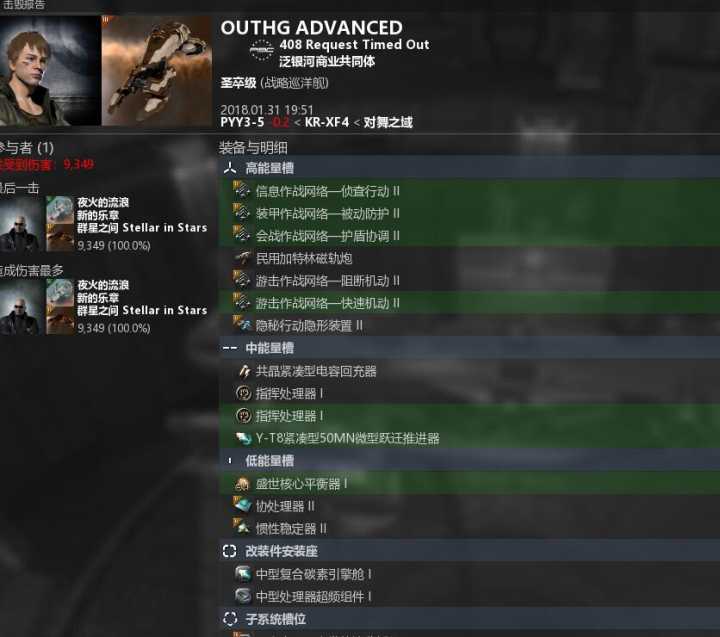 击毁报告
OUTHG ADVANCED
408 Request Timed Out
泛银河商业共同体
圣卒级 (战略巡洋舰)
2018.01.31 19:51
PYY3-5 -0.2 < KR-XF4 < 对舞之域
参与者 (1)
受到伤害: 9,349
最后一击
夜火的流浪
新的乐章
群星之问 Stellar in Stars
9,349 (100.0%)
造成伤害最多
夜火的流浪
新的乐章
群星之问 Stellar in Stars
9,349 (100.0%)
装备与明细
高能量槽
信息作战网络—侦查行动 II
装甲作战网络—被动防护 II
会战作战网络—护盾协调 II
民用加特林磁轨炮
游击作战网络—阻断机动 II
游击作战网络—快速机动 II
隐秘行动隐形装置 II
中能量槽
共晶紧凑型电容回充器
指挥处理器 I
指挥处理器 I
Y-T8紧凑型50MN微型跃迁推进器
低能量槽
盛世核心平衡器 I
协处理器 II
惯性稳定器 II
改装件安装座
中型复合碳素引擎舱 I
中型处理器超频组件 I
子系统槽位